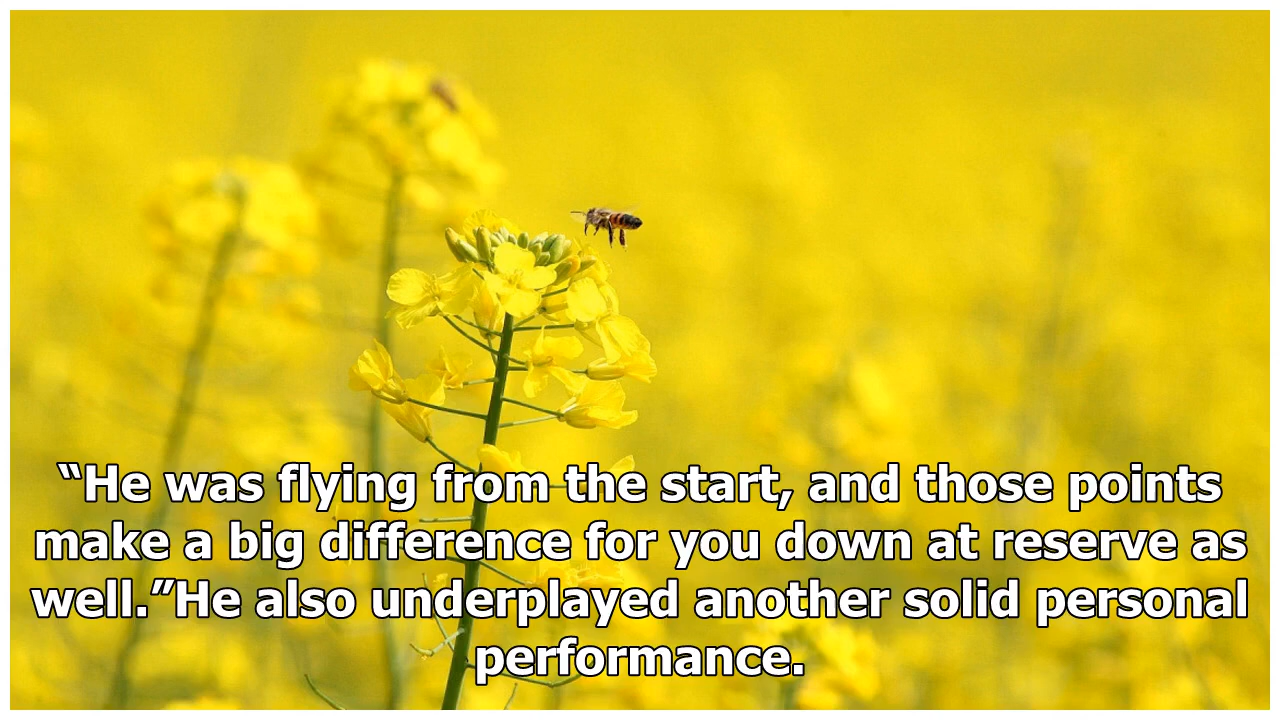 “He was flying from the start, and those points
make a big difference for you down at reserve as
well.”He also underplayed another solid personal
performance.